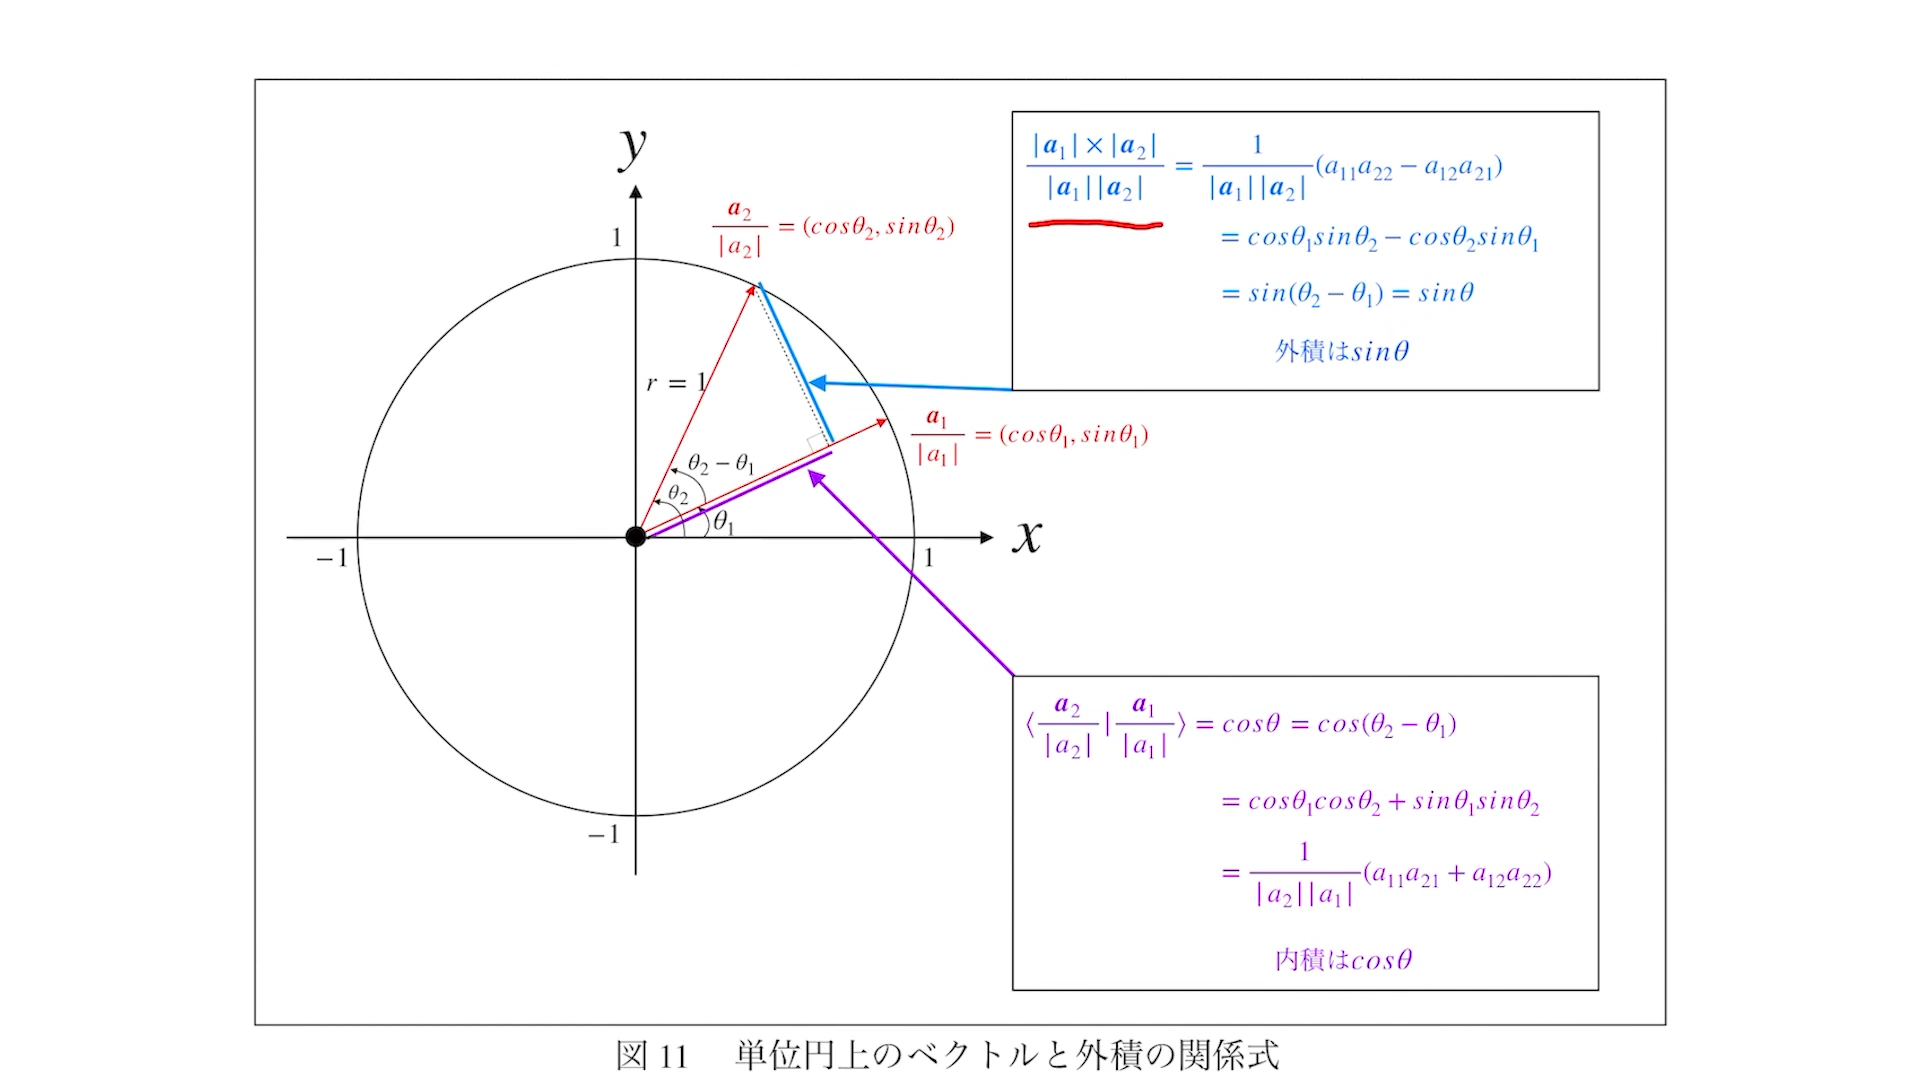 y
1
a₂/|a₂| = (cosθ₂, sinθ₂)
|a₁| × |a₂| / |a₁||a₂| = 1/|a₁||a₂| (a₁₁a₂₂ − a₁₂a₂₁)
= cosθ₁sinθ₂ − cosθ₂sinθ₁
= sin(θ₂ − θ₁) = sinθ
外積はsinθ
r = 1
a₁/|a₁| = (cosθ₁, sinθ₁)
θ₂ − θ₁
θ₂
θ₁
x
−1
1
−1
⟨a₂/|a₂| | a₁/|a₁|⟩ = cosθ = cos(θ₂ − θ₁)
= cosθ₁cosθ₂ + sinθ₁sinθ₂
= 1/|a₂||a₁| (a₁₁a₂₁ + a₁₂a₂₂)
内積はcosθ
図 11 単位円上のベクトルと外積の関係式